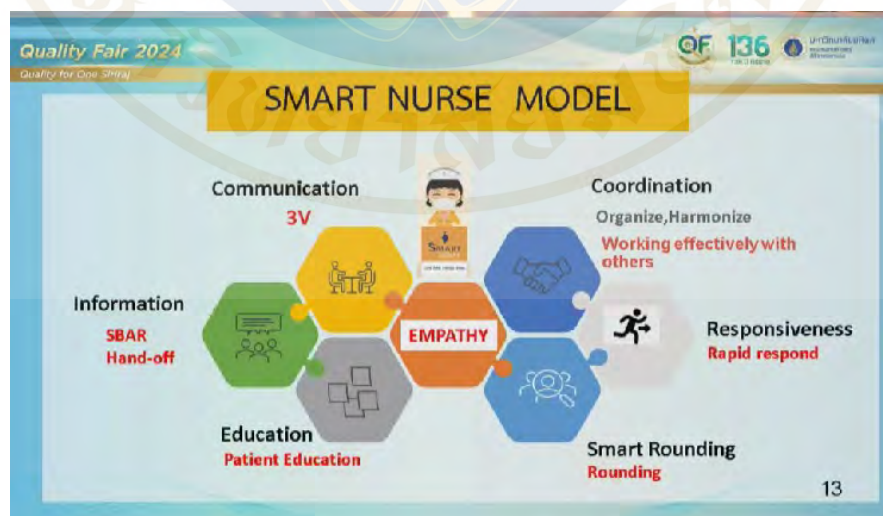 Quality Fair 2024
Quality for One Siriraj
QF 136
SMART NURSE MODEL
Communication
3V
SMART
Coordination
Organize,Harmonize
Working effectively with
others
Information
SBAR
Hand-off
EMPATHY
Responsiveness
Rapid respond
Education
Patient Education
Smart Rounding
Rounding
13